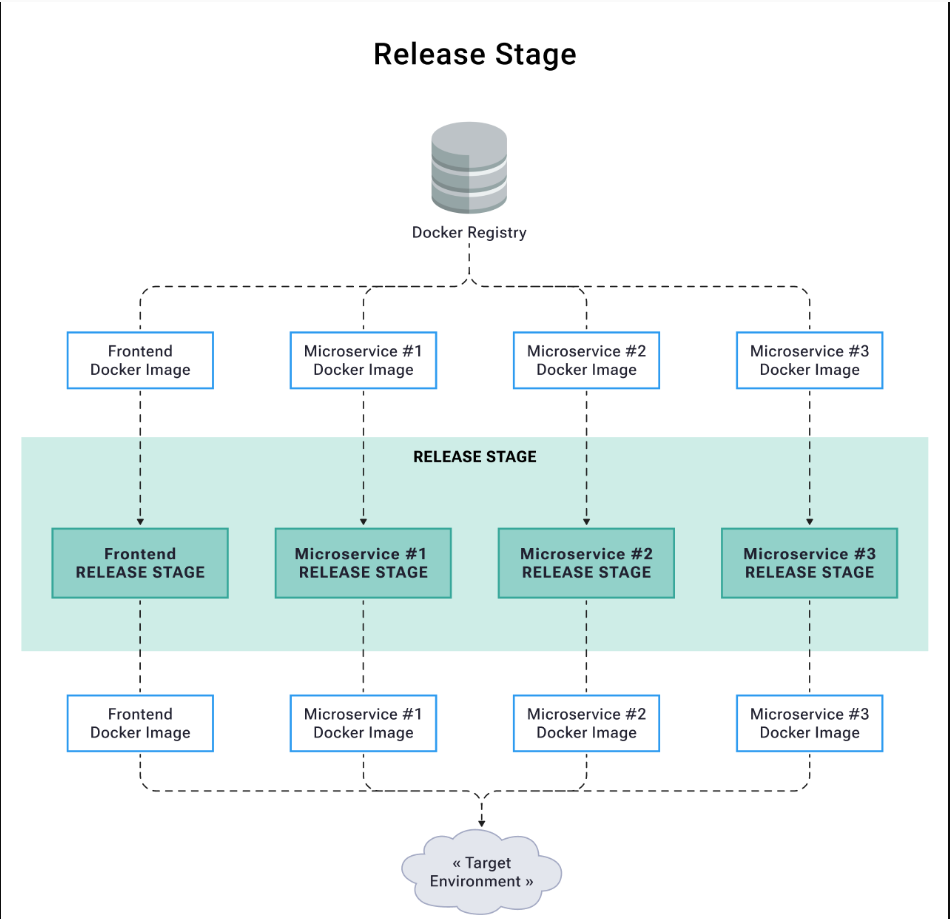 Release Stage
Docker Registry
Frontend
Docker Image
Microservice #1
Docker Image
Microservice #2
Docker Image
Microservice #3
Docker Image
RELEASE STAGE
Frontend
RELEASE STAGE
Microservice #1
RELEASE STAGE
Microservice #2
RELEASE STAGE
Microservice #3
RELEASE STAGE
Frontend
Docker Image
Microservice #1
Docker Image
Microservice #2
Docker Image
Microservice #3
Docker Image
« Target
Environment »